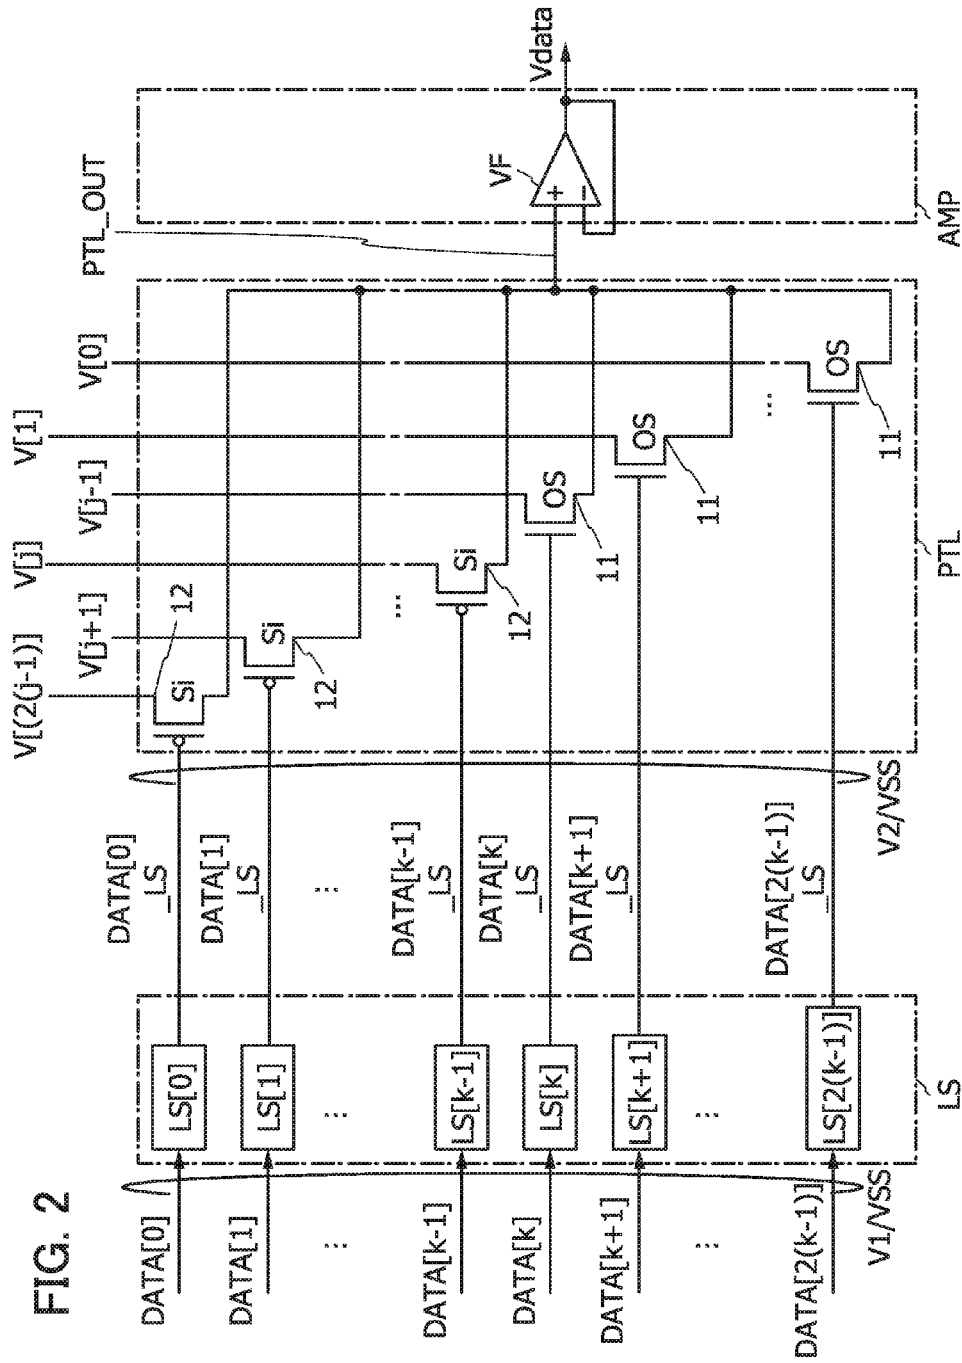 FIG. 2
DATA[0]
DATA[1]
...
DATA[k-1]
DATA[k]
DATA[k+1]
...
DATA[2(k-1)]
V1/VSS
LS[0]
LS[1]
...
LS[k-1]
LS[k]
LS[k+1]
...
LS[2(k-1)]
LS
DATA[0]
_LS
DATA[1]
_LS
...
DATA[k-1]
_LS
DATA[k]
_LS
DATA[k+1]
_LS
DATA[2(k-1)]
_LS
V2/VSS
V[(2(j-1)]
V[j+1]
V[j]
V[j-1]
V[1]
V[0]
Si
12
Si
12
...
Si
12
OS
11
OS
11
...
OS
11
PTL
PTL_OUT
VF
+
−
Vdata
AMP